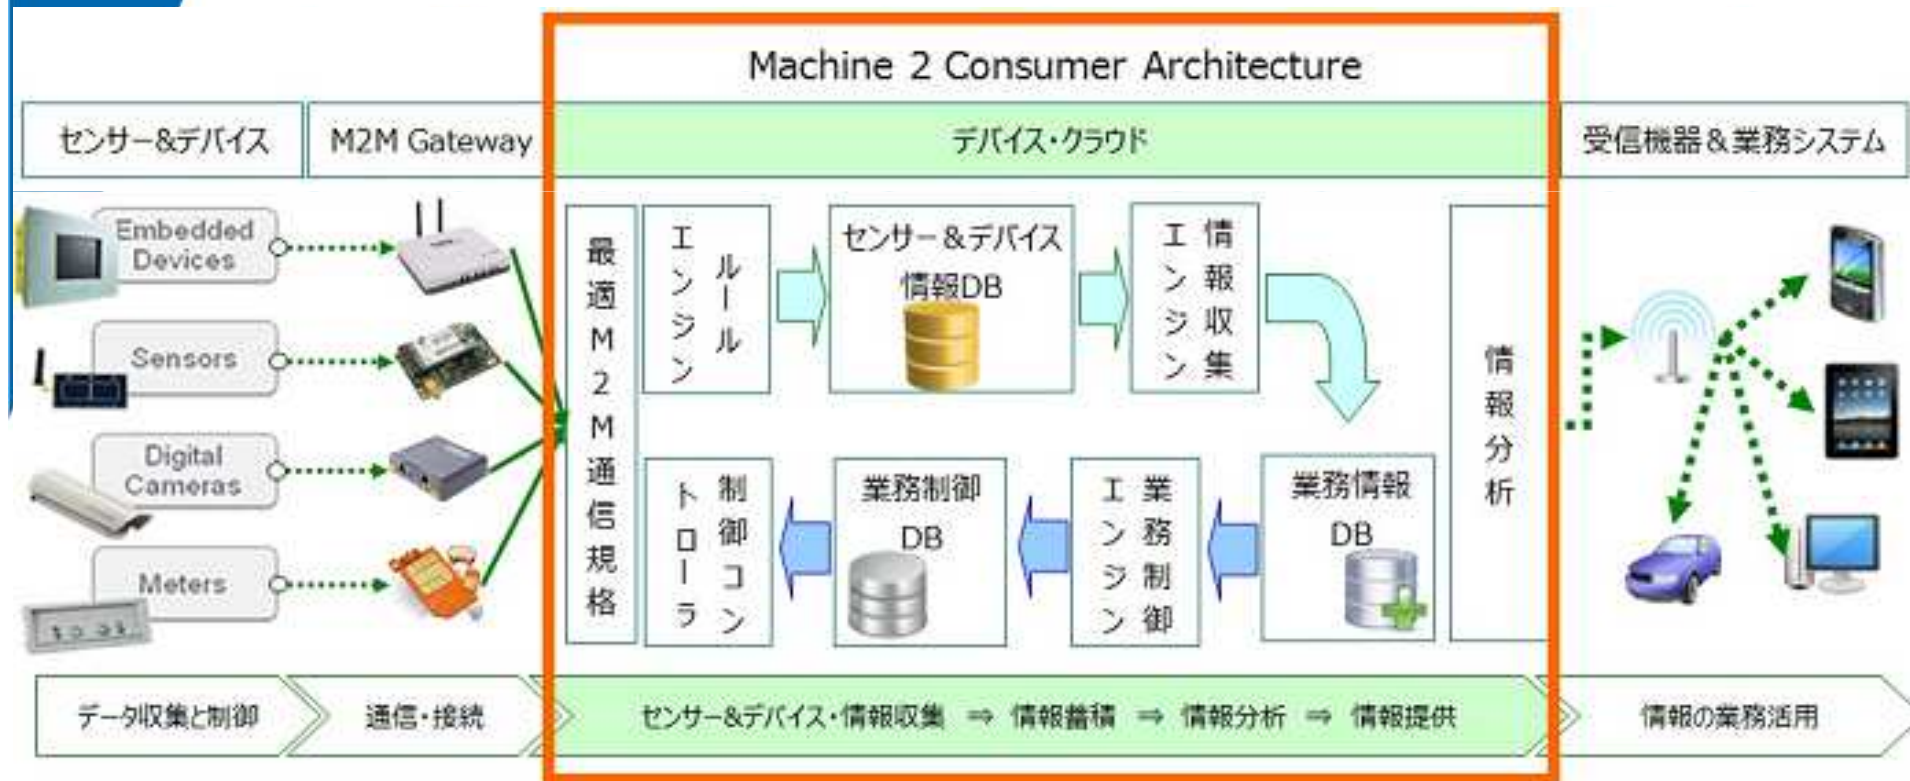 Machine 2 Consumer Architecture
センサー&デバイス
M2M Gateway
デバイス・クラウド
受信機器&業務システム
Embedded
Devices
Sensors
Digital
Cameras
Meters
最適M2M通信規格
ルール
エンジン
センサー&デバイス
情報DB
情報収集
エンジン
制御コン
トローラ
業務制御
DB
業務制御
エンジン
業務情報
DB
情報分析
データ収集と制御
通信・接続
センサー&デバイス・情報収集 ⇒ 情報蓄積 ⇒ 情報分析 ⇒ 情報提供
情報の業務活用